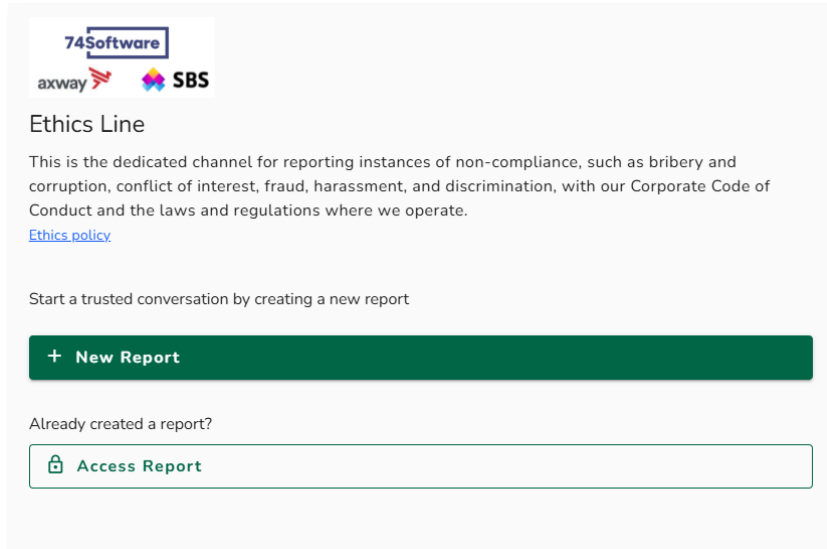 74Software
axway
SBS
Ethics Line
This is the dedicated channel for reporting instances of non-compliance, such as bribery and
corruption, conflict of interest, fraud, harassment, and discrimination, with our Corporate Code of
Conduct and the laws and regulations where we operate.
Ethics policy
Start a trusted conversation by creating a new report
+ New Report
Already created a report?
Access Report